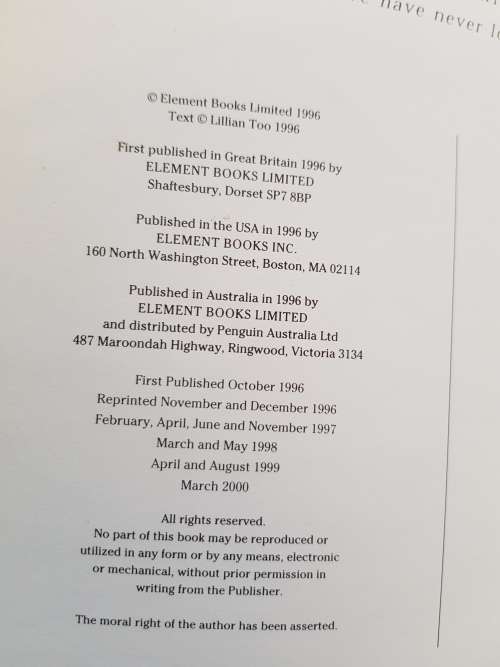 have never
© Element Books Limited 1996
Text © Lillian Too 1996
First published in Great Britain 1996 by
ELEMENT BOOKS LIMITED
Shaftesbury, Dorset SP7 8BP
Published in the USA in 1996 by
ELEMENT BOOKS INC.
160 North Washington Street, Boston, MA 02114
Published in Australia in 1996 by
ELEMENT BOOKS LIMITED
and distributed by Penguin Australia Ltd
487 Maroondah Highway, Ringwood, Victoria 3134
First Published October 1996
Reprinted November and December 1996
February, April, June and November 1997
March and May 1998
April and August 1999
March 2000
All rights reserved.
No part of this book may be reproduced or
utilized in any form or by any means, electronic
or mechanical, without prior permission in
writing from the Publisher.
The moral right of the author has been asserted.